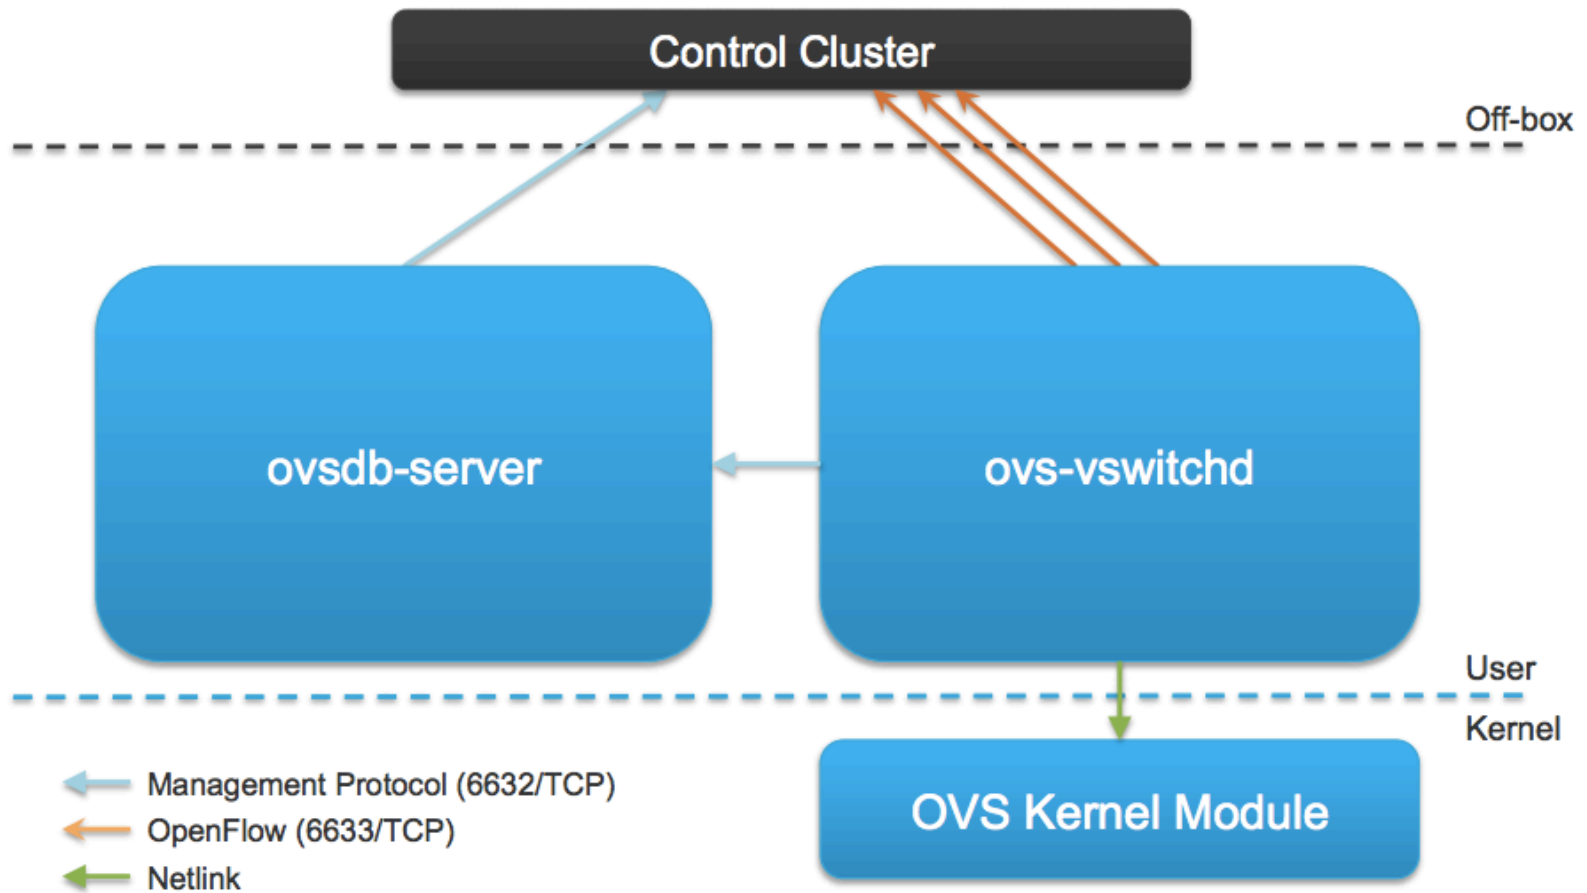 Control Cluster
Off-box
ovsdb-server
ovs-vswitchd
User
Kernel
Management Protocol (6632/TCP)
OpenFlow (6633/TCP)
Netlink
OVS Kernel Module